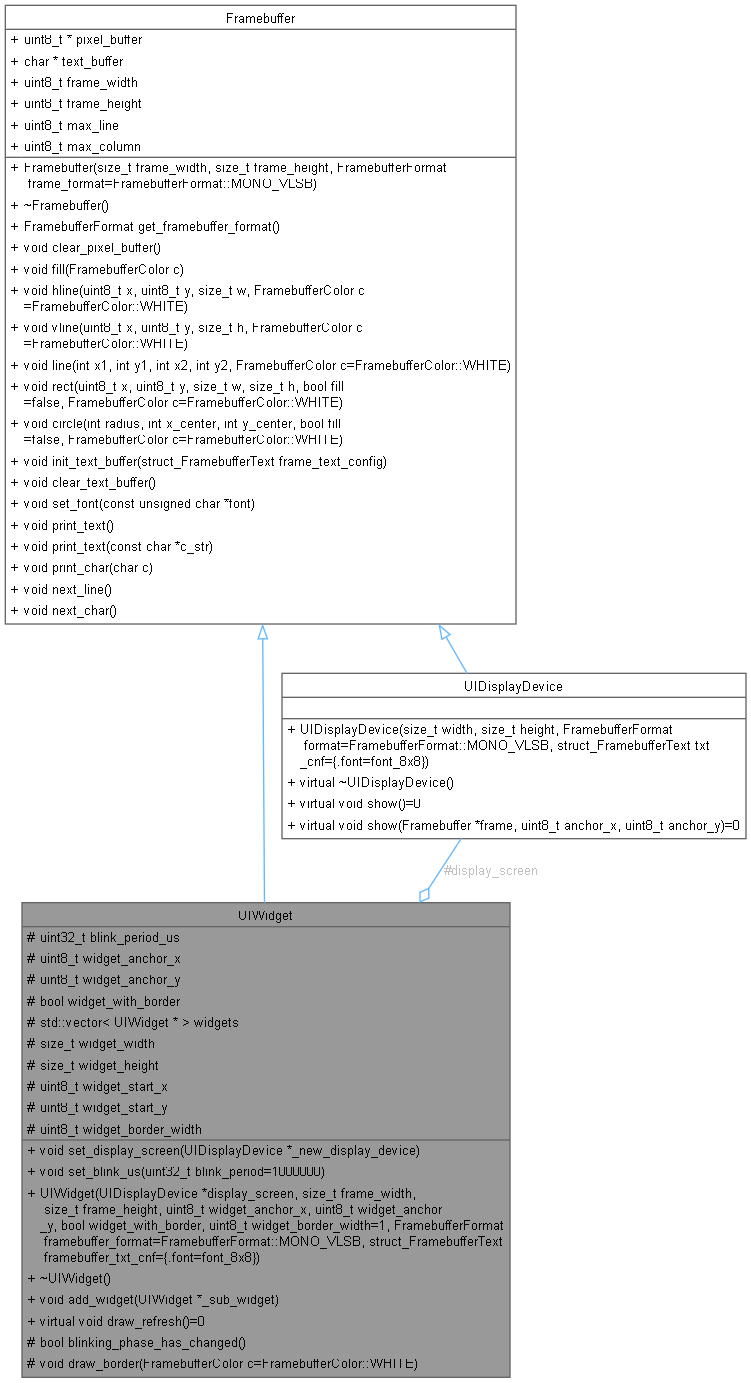 Framebuffer
+ uint8_t * pixel_buffer
+ char * text_buffer
+ uint8_t frame_width
+ uint8_t frame_height
+ uint8_t max_line
+ uint8_t max_column
+ Framebuffer(size_t frame_width, size_t frame_height, FramebufferFormat
frame_format=FramebufferFormat::MONO_VLSB)
+ ~Framebuffer()
+ FramebufferFormat get_framebuffer_format()
+ void clear_pixel_buffer()
+ void fill(FramebufferColor c)
+ void hline(uint8_t x, uint8_t y, size_t w, FramebufferColor c
=FramebufferColor::WHITE)
+ void vline(uint8_t x, uint8_t y, size_t h, FramebufferColor c
=FramebufferColor::WHITE)
+ void line(int x1, int y1, int x2, int y2, FramebufferColor c=FramebufferColor::WHITE)
+ void rect(uint8_t x, uint8_t y, size_t w, size_t h, bool fill
=false, FramebufferColor c=FramebufferColor::WHITE)
+ void circle(int radius, int x_center, int y_center, bool fill
=false, FramebufferColor c=FramebufferColor::WHITE)
+ void init_text_buffer(struct_FramebufferText frame_text_config)
+ void clear_text_buffer()
+ void set_font(const unsigned char *font)
+ void print_text()
+ void print_text(const char *c_str)
+ void print_char(char c)
+ void next_line()
+ void next_char()
UIDisplayDevice
+ UIDisplayDevice(size_t width, size_t height, FramebufferFormat
format=FramebufferFormat::MONO_VLSB, struct_FramebufferText txt
_cnf={.font=font_8x8})
+ virtual ~UIDisplayDevice()
+ virtual void show()=0
+ virtual void show(Framebuffer *frame, uint8_t anchor_x, uint8_t anchor_y)=0
#display_screen
UIWidget
# uint32_t blink_period_us
# uint8_t widget_anchor_x
# uint8_t widget_anchor_y
# bool widget_with_border
# std::vector< UIWidget * > widgets
# size_t widget_width
# size_t widget_height
# uint8_t widget_start_x
# uint8_t widget_start_y
# uint8_t widget_border_width
+ void set_display_screen(UIDisplayDevice *_new_display_device)
+ void set_blink_us(uint32_t blink_period=1000000)
+ UIWidget(UIDisplayDevice *display_screen, size_t frame_width,
size_t frame_height, uint8_t widget_anchor_x, uint8_t widget_anchor
_y, bool widget_with_border, uint8_t widget_border_width=1, FramebufferFormat
framebuffer_format=FramebufferFormat::MONO_VLSB, struct_FramebufferText
framebuffer_txt_cnf={.font=font_8x8})
+ ~UIWidget()
+ void add_widget(UIWidget *_sub_widget)
+ virtual void draw_refresh()=0
# bool blinking_phase_has_changed()
# void draw_border(FramebufferColor c=FramebufferColor::WHITE)